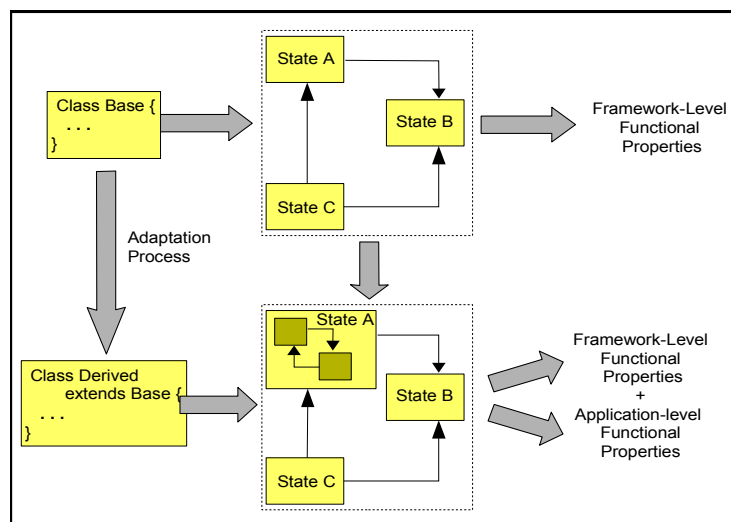 State A
Class Base {
. . .
}
State B
Framework-Level
Functional
Properties
State C
Adaptation
Process
State A
Class Derived
extends Base {
. . .
}
State B
Framework-Level
Functional
Properties
+
Application-level
Functional
Properties
State C